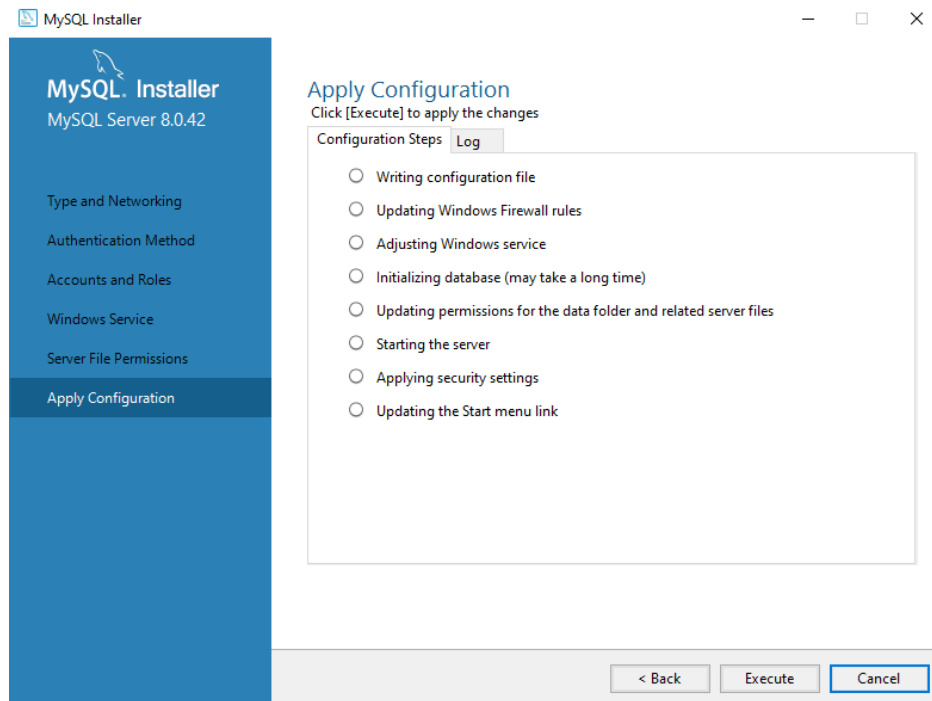 MySQL Installer
MySQL. Installer
MySQL Server 8.0.42
Type and Networking
Authentication Method
Accounts and Roles
Windows Service
Server File Permissions
Apply Configuration
Apply Configuration
Click [Execute] to apply the changes
Configuration Steps Log
Writing configuration file
Updating Windows Firewall rules
Adjusting Windows service
Initializing database (may take a long time)
Updating permissions for the data folder and related server files
Starting the server
Applying security settings
Updating the Start menu link
< Back Execute Cancel